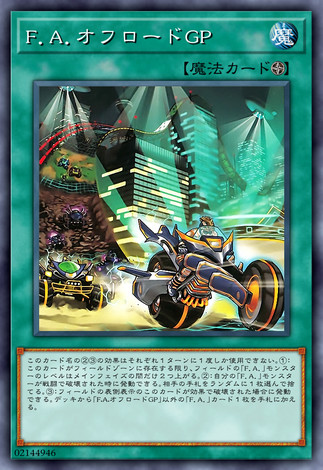 F.A.オフロードGP
魔
【魔法カード】
このカード名の②③の効果はそれぞれ1ターンに1度しか使用できない。①:
このカードがフィールドゾーンに存在する限り、フィールドの「F.A.」モンスタ
ーのレベルはメインフェイズの間だけ2つ上がる。②:自分の「F.A.」モンスター
が戦闘で破壊された時に発動できる。相手の手札をランダムに1枚選んで捨
てる。③:フィールドの表側表示のこのカードが効果で破壊された場合に発動
できる。デッキから「F.A.オフロードGP」以外の「F.A.」カード1枚を手札に加え
る。
02144946